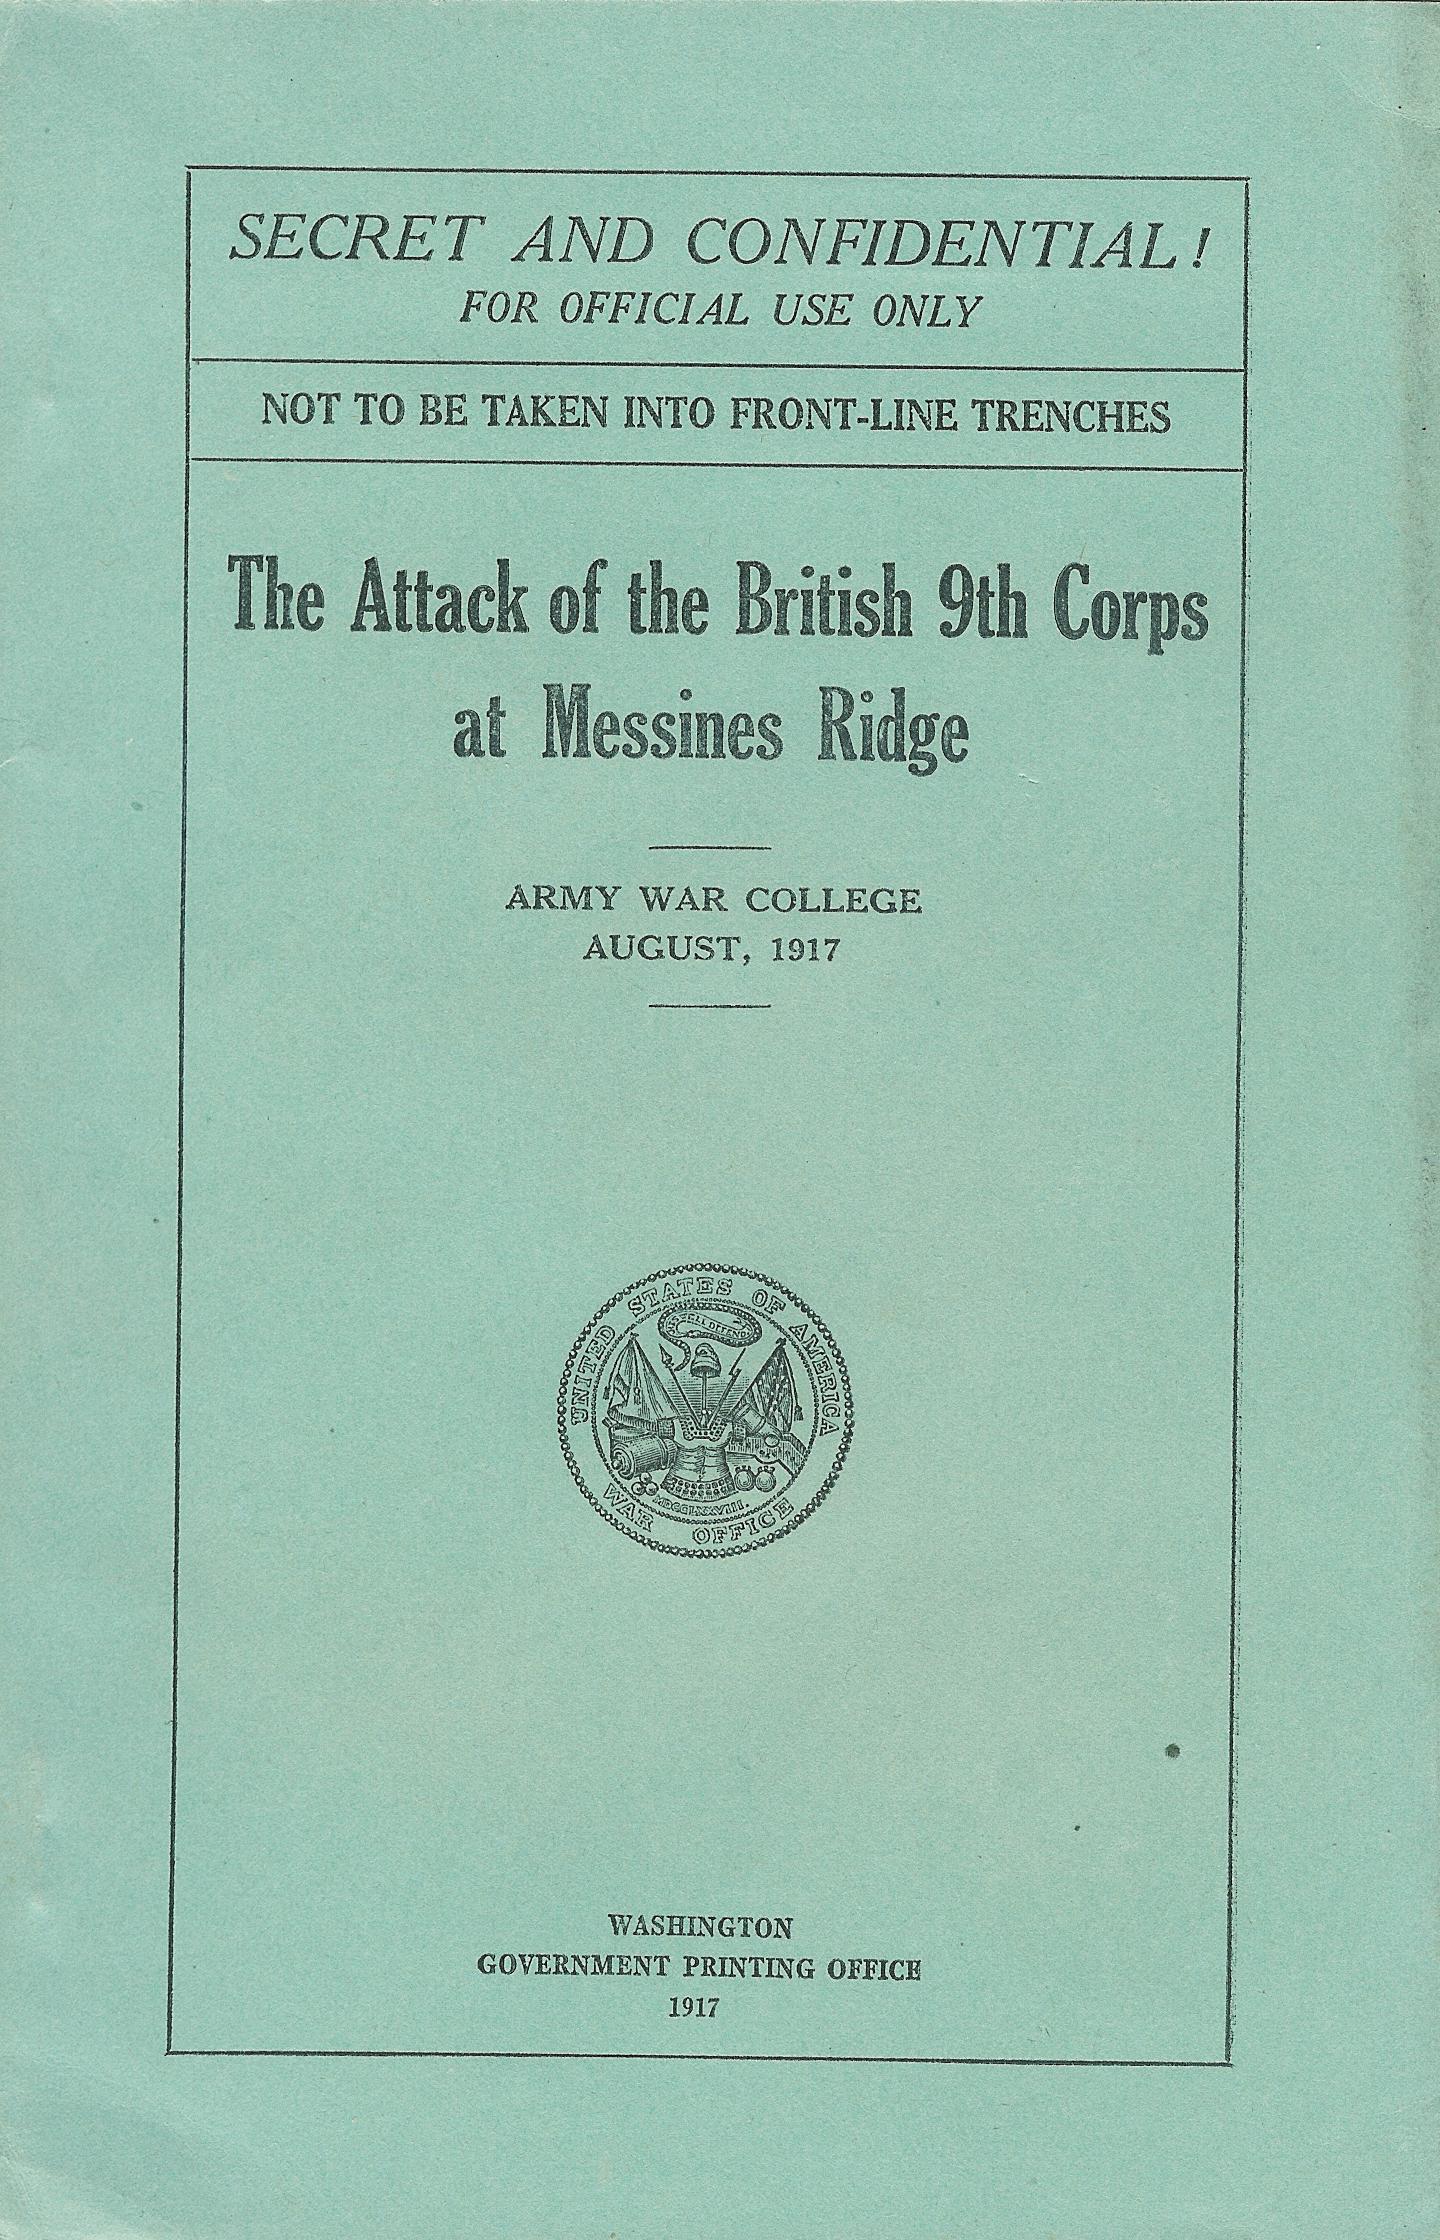 SECRET AND CONFIDENTIAL!
FOR OFFICIAL USE ONLY
NOT TO BE TAKEN INTO FRONT-LINE TRENCHES
The Attack of the British 9th Corps
at Messines Ridge
ARMY WAR COLLEGE
AUGUST, 1917
UNITED STATES OF AMERICA
WAR OFFICE
MDCCLXXVIII.
WASHINGTON
GOVERNMENT PRINTING OFFICE
1917